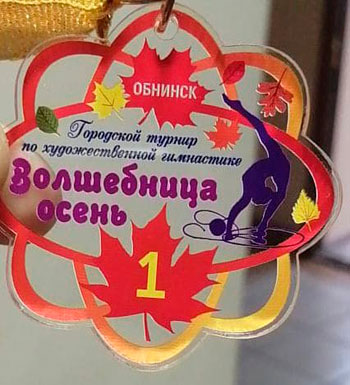 ОБНИНСК
Городской турнир
по художественной гимнастике
Волшебница
осень
1